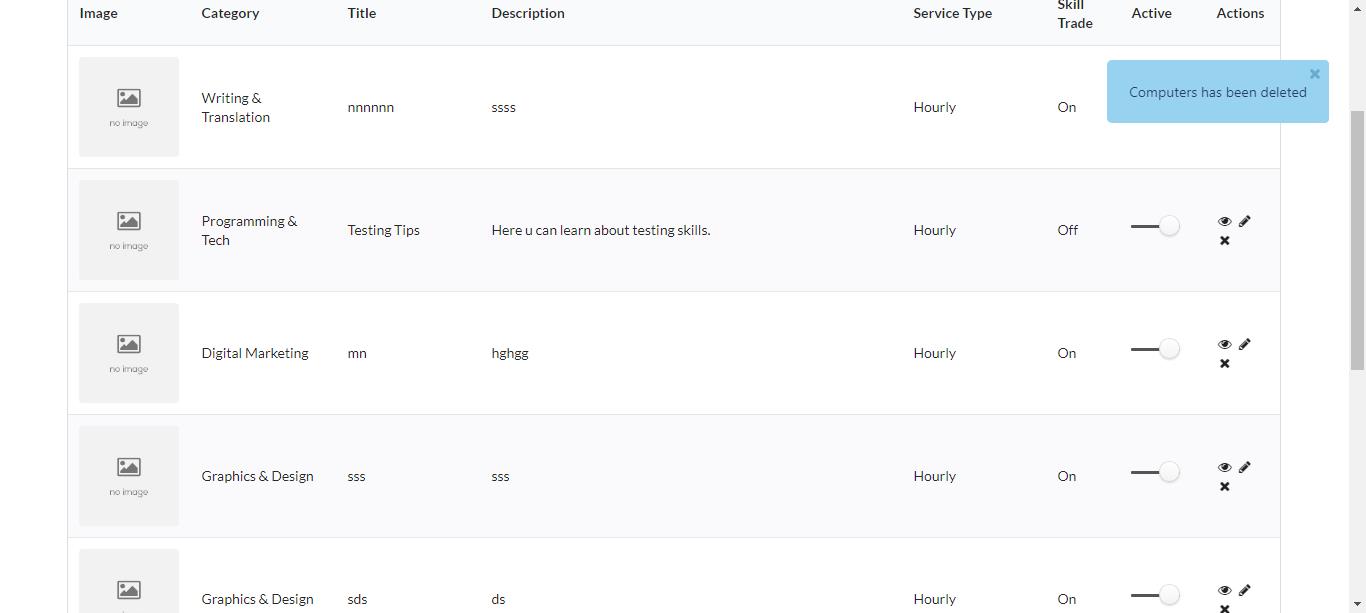 Image Category Title Description Service Type Skill Trade Active Actions
Computers has been deleted
no image Writing & Translation nnnnnn ssss Hourly On
no image Programming & Tech Testing Tips Here u can learn about testing skills. Hourly Off
no image Digital Marketing mn hghgg Hourly On
no image Graphics & Design sss sss Hourly On
no image Graphics & Design sds ds Hourly On